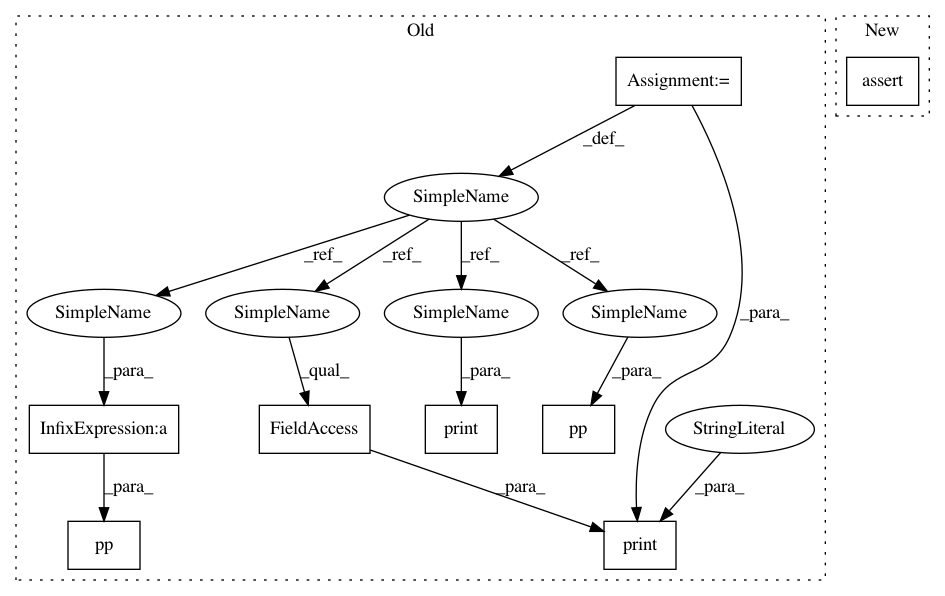 Old
New
Assignment:=
assert
_def_
SimpleName
_ref_
_ref_
_ref_
_ref_
SimpleName
SimpleName
SimpleName
SimpleName
_para_
_para_
_qual_
_para_
_para_
InfixExpression:a
FieldAccess
print
pp
StringLiteral
_para_
_para_
_para_
pp
print